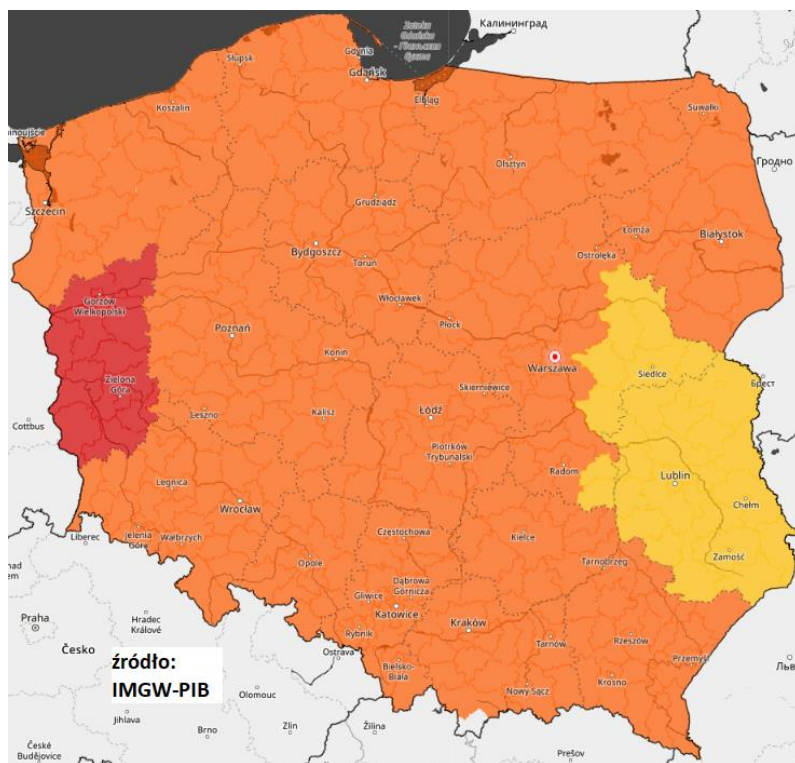 Калининград
Zatoka
Gdańska
Gdynia
Słupsk
Gdańsk
Elbląg
Koszalin
Suwałki
Гродно
Olsztyn
Szczecin
Grudziądz
Łomża
Białystok
Bydgoszcz
Ostrołęka
Toruń
Włocławek
Płock
Gorzów
Wielkopolski
Poznań
Konin
Warszawa
Siedlce
Брест
Skierniewice
Zielona
Góra
Łódź
Leszno
Kalisz
Cottbus
Piotrków
Trybunalski
Radom
Lublin
Chełm
Legnica
Wrocław
Liberec
Jelenia
Góra
Wałbrzych
Częstochowa
Kielce
Zamość
Opole
Tarnobrzeg
Dąbrowa
Górnicza
Gliwice
Katowice
Praha
Hradec
Králové
Kraków
Rybnik
Tarnów
Rzeszów
Przemyśl
Česko
Ostrava
Bielsko-
Biała
Nowy Sącz
Krosno
źródło:
IMGW-PIB
Olomouc
Jihlava
Brno
Zlín
Žilina
Prešov
České
Budějovice